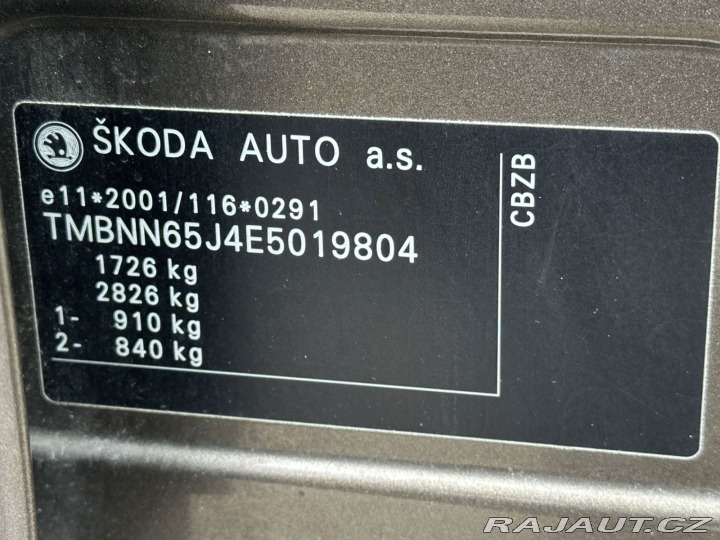 ŠKODA AUTO a.s.
e11*2001/116*0291
TMBNN65J4E5019804
1726 kg
2826 kg
1- 910 kg
2- 840 kg
CBZB
RAJAUT.CZ